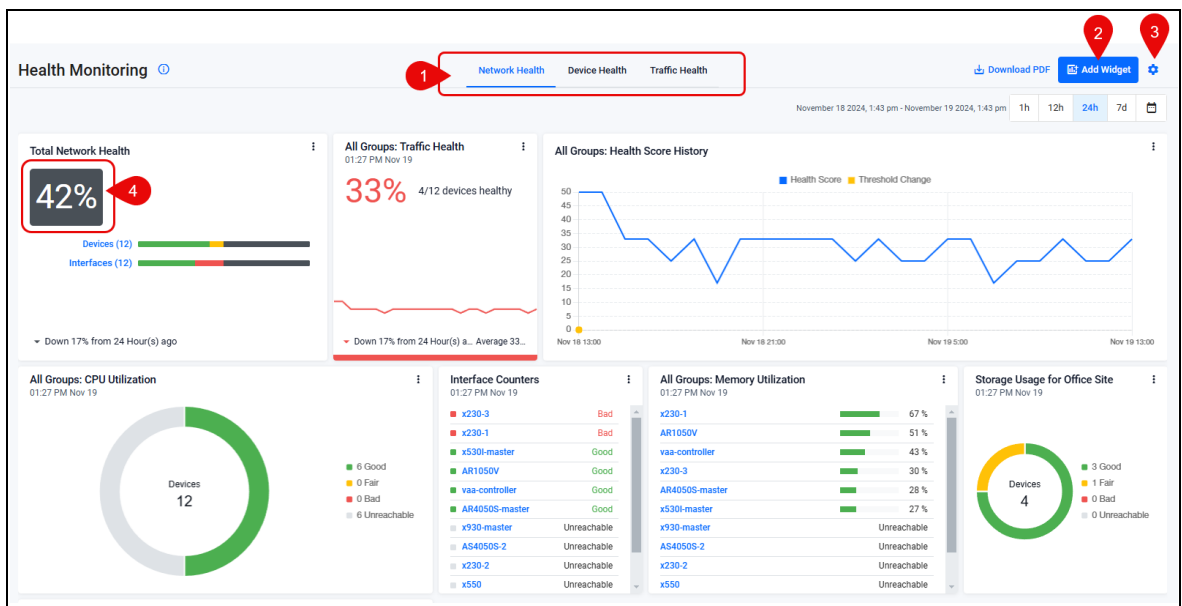 2
3
Health Monitoring
1
Network Health Device Health Traffic Health
Download PDF
Add Widget
November 18 2024, 1:43 pm - November 19 2024, 1:43 pm
1h 12h 24h 7d
Total Network Health
42%
4
Devices (12)
Interfaces (12)
Down 17% from 24 Hour(s) ago
All Groups: Traffic Health
01:27 PM Nov 19
33% 4/12 devices healthy
Down 17% from 24 Hour(s) a... Average 33...
All Groups: Health Score History
Health Score Threshold Change
50
45
40
35
30
25
20
15
10
5
0
Nov 18 13:00 Nov 18 21:00 Nov 19 5:00 Nov 19 13:00
All Groups: CPU Utilization
01:27 PM Nov 19
Devices
12
6 Good
0 Fair
0 Bad
6 Unreachable
Interface Counters
01:27 PM Nov 19
x230-3 Bad
x230-1 Bad
x530l-master Good
AR1050V Good
vaa-controller Good
AR4050S-master Good
x930-master Unreachable
AS4050S-2 Unreachable
x230-2 Unreachable
x550 Unreachable
All Groups: Memory Utilization
01:27 PM Nov 19
x230-1 67 %
AR1050V 51 %
vaa-controller 43 %
x230-3 30 %
AR4050S-master 28 %
x530l-master 27 %
x930-master Unreachable
AS4050S-2 Unreachable
x230-2 Unreachable
x550 Unreachable
Storage Usage for Office Site
01:27 PM Nov 19
Devices
4
3 Good
1 Fair
0 Bad
0 Unreachable